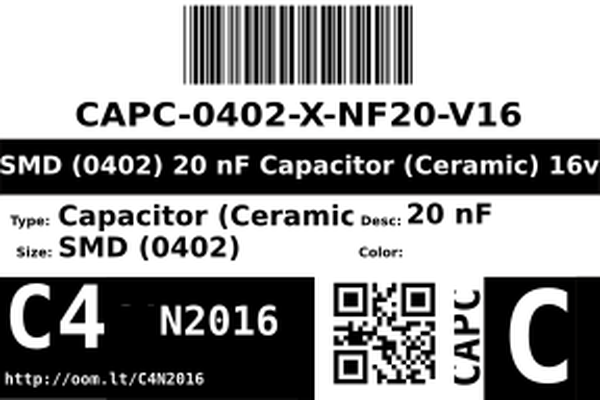 CAPC-0402-X-NF20-V16
SMD (0402) 20 nF Capacitor (Ceramic) 16v
Type: Capacitor (Ceramic Desc: 20 nF
Size: SMD (0402) Color:
C4 N2016
http://oom.lt/C4N2016
CAPC
C